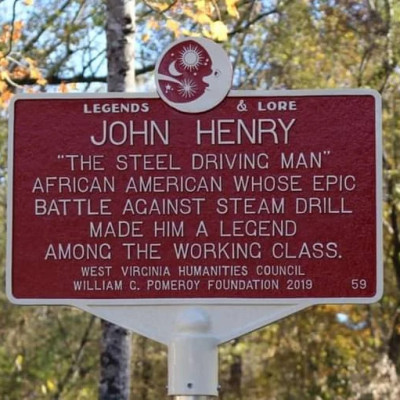 LEGENDS & LORE
JOHN HENRY
"THE STEEL DRIVING MAN"
AFRICAN AMERICAN WHOSE EPIC
BATTLE AGAINST STEAM DRILL
MADE HIM A LEGEND
AMONG THE WORKING CLASS.
WEST VIRGINIA HUMANITIES COUNCIL
WILLIAM G. POMEROY FOUNDATION 2019 59